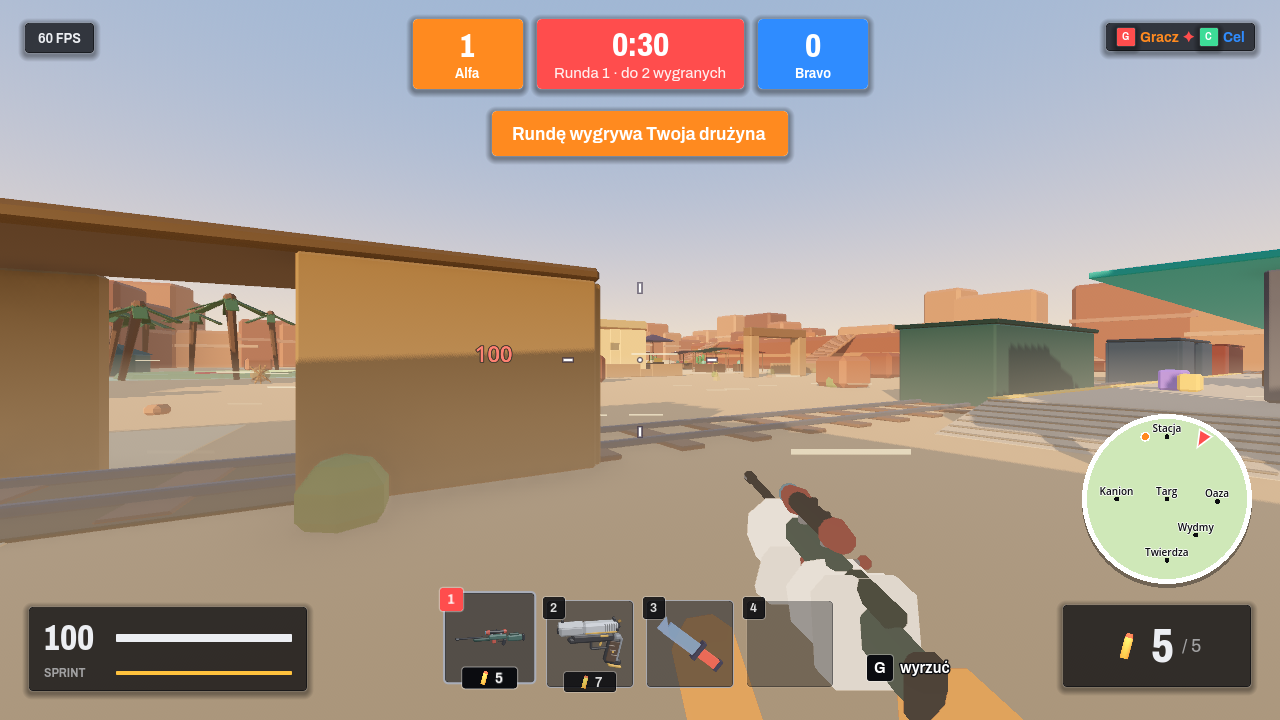 60 FPS
1
Alfa
0:30
Runda 1 · do 2 wygranych
0
Bravo
G Gracz C Cel
Rundę wygrywa Twoja drużyna
100
Stacja
Kanion
Targ
Oaza
Wydmy
Twierdza
100
SPRINT
1
5
2
7
3
4
G wyrzuć
5 / 5